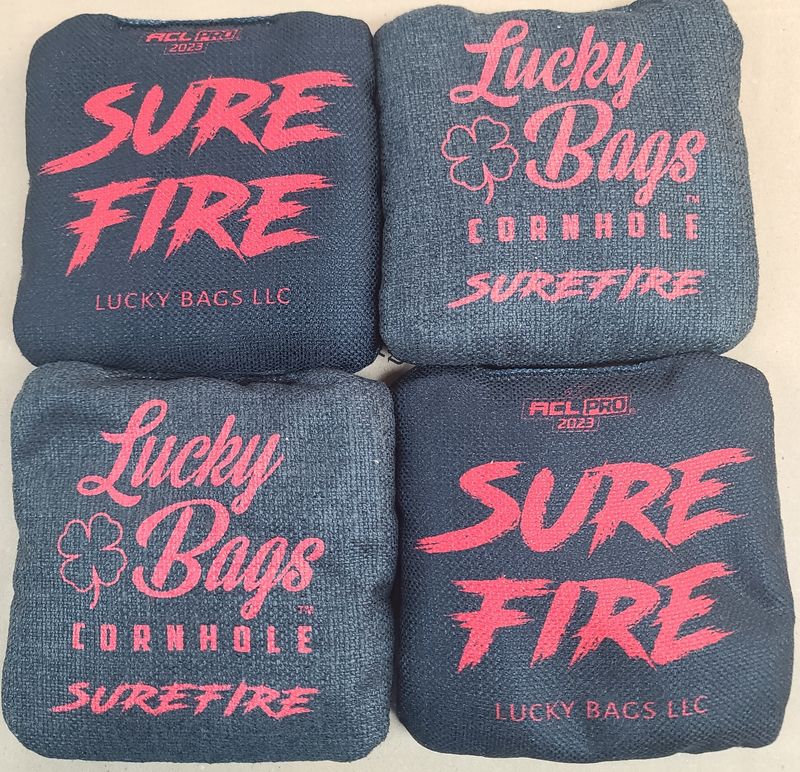 ACL PRO
2023
SURE
FIRE
LUCKY BAGS LLC
Lucky
Bags
™
CORNHOLE
SUREFIRE
Lucky
Bags
™
CORNHOLE
SUREFIRE
ACL PRO
2023
SURE
FIRE
LUCKY BAGS LLC